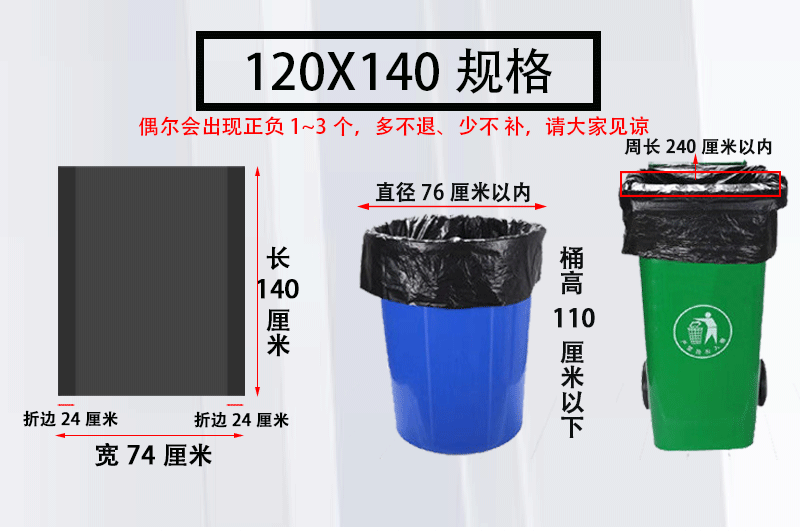 120X140 规格
偶尔会出现正负 1~3 个，多不退、少不 补，请大家见谅
周长 240 厘米以内
直径 76 厘米以内
长
140
厘
米
桶
高
110
厘
米
以
下
折边 24 厘米
折边 24 厘米
宽 74 厘米